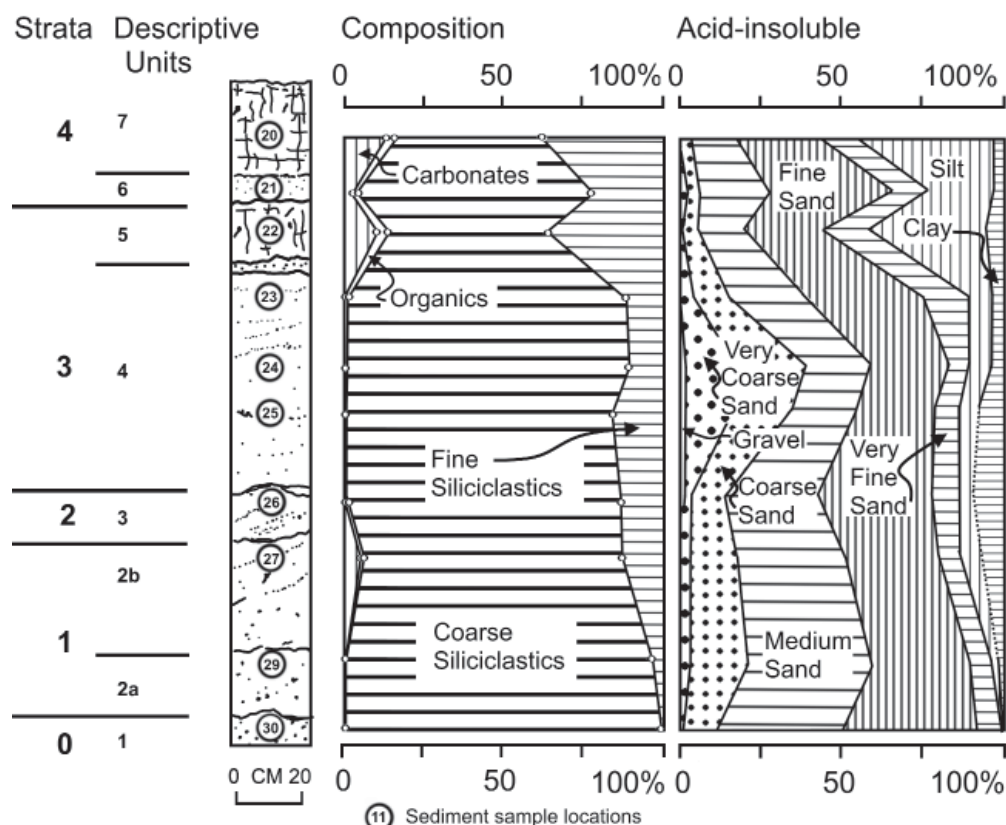 Strata Descriptive Units Composition Acid-insoluble
0 50 100% 0 50 100%
4 7 20
6 21
5 22
Carbonates
Organics
Fine Sand
Silt
Clay
23
3 4 24
25
Very Coarse Sand
Gravel
Fine Siliciclastics
Coarse Sand
Very Fine Sand
2 3 26
2b 27
1
Coarse Siliciclastics
Medium Sand
29
2a
0 1 30
0 CM 20
0 50 100% 0 50 100%
11 Sediment sample locations